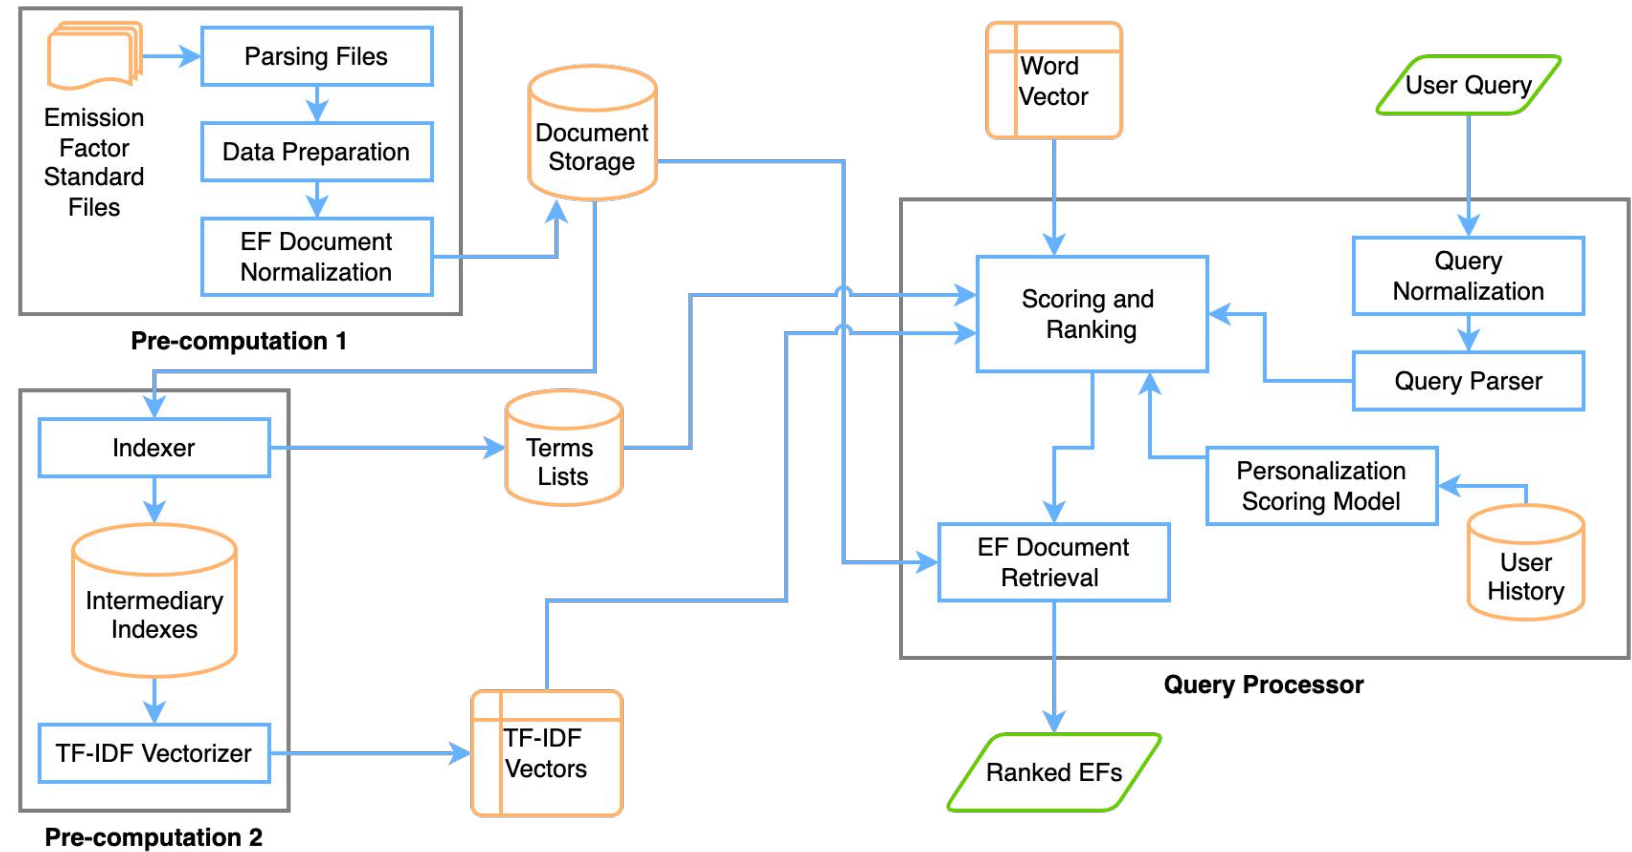 Parsing Files
Emission
Factor
Standard
Files
Data Preparation
EF Document
Normalization
Pre-computation 1
Document
Storage
Word
Vector
User Query
Query
Normalization
Query Parser
Scoring and
Ranking
Personalization
Scoring Model
User
History
EF Document
Retrieval
Query Processor
Ranked EFs
Indexer
Terms
Lists
Intermediary
Indexes
TF-IDF Vectorizer
TF-IDF
Vectors
Pre-computation 2